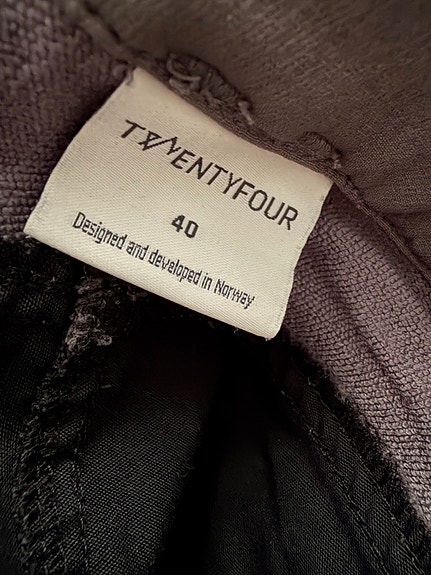 TWENTYFOUR
40
Designed and developed in Norway